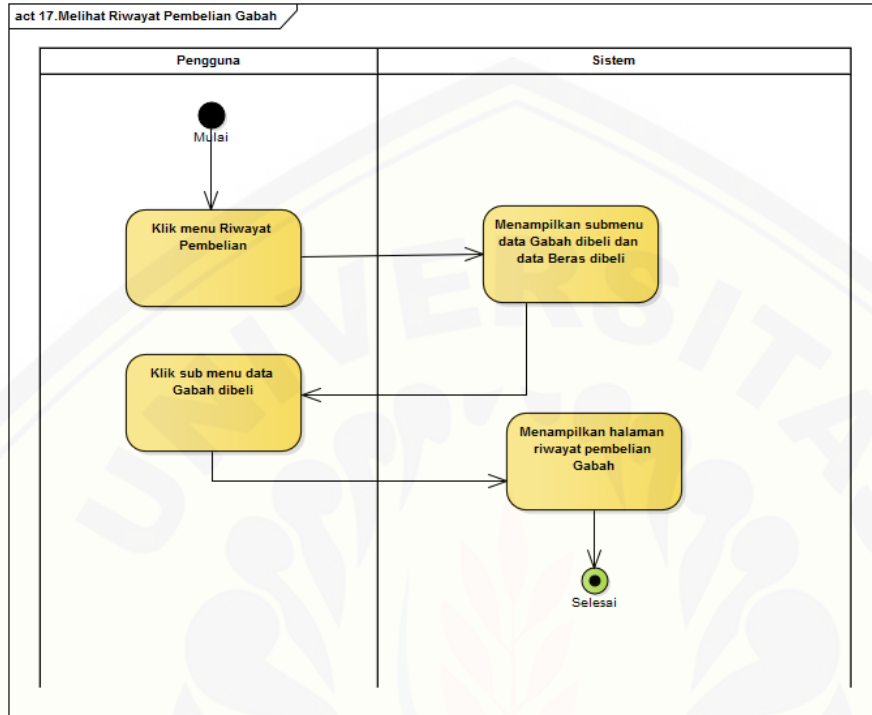 act 17.Melihat Riwayat Pembelian Gabah
Pengguna
Sistem
Mulai
Klik menu Riwayat
Pembelian
Menampilkan submenu
data Gabah dibeli dan
data Beras dibeli
Klik sub menu data
Gabah dibeli
Menampilkan halaman
riwayat pembelian
Gabah
Selesai
UNIVERSITAS